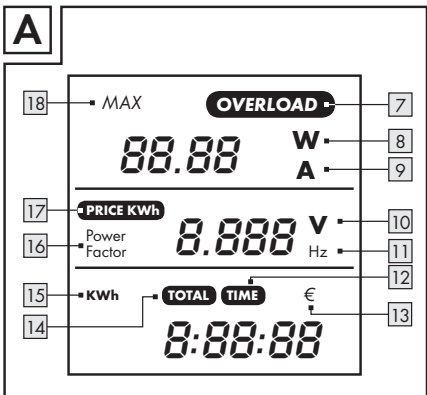 A
18 MAX OVERLOAD 7
88.88 W 8
A 9
17 PRICE KWh
8.888 V 10
16 Power Factor Hz 11
12
15 KWh TOTAL TIME € 13
14
8:88:88